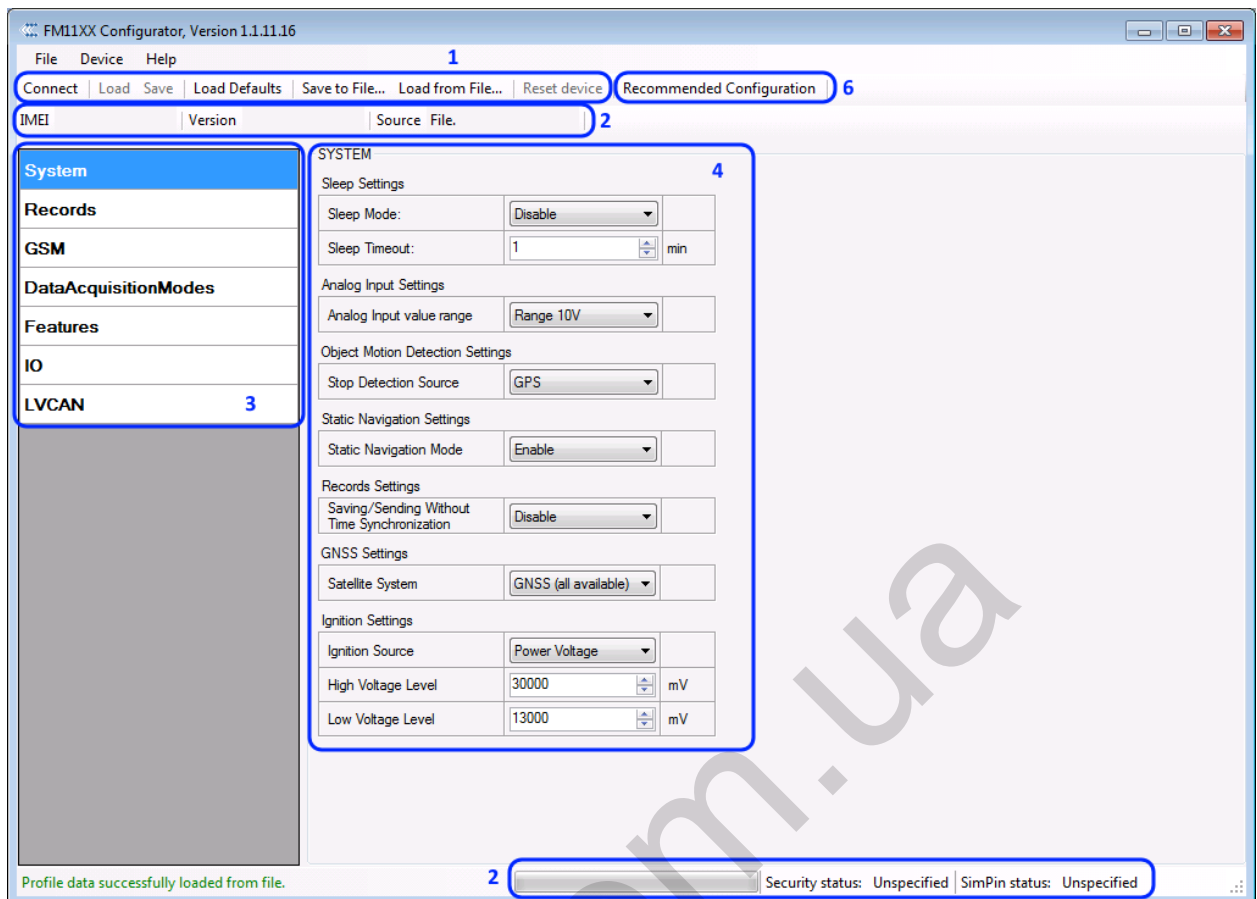 FM11XX Configurator, Version 1.1.11.16
File Device Help
1
Connect Load Save Load Defaults Save to File... Load from File... Reset device Recommended Configuration 6
IMEI Version Source File. 2
System
Records
GSM
DataAcquisitionModes
Features
IO
LVCAN 3
SYSTEM
4
Sleep Settings
Sleep Mode: Disable
Sleep Timeout: 1 min
Analog Input Settings
Analog Input value range Range 10V
Object Motion Detection Settings
Stop Detection Source GPS
Static Navigation Settings
Static Navigation Mode Enable
Records Settings
Saving/Sending Without
Time Synchronization Disable
GNSS Settings
Satellite System GNSS (all available)
Ignition Settings
Ignition Source Power Voltage
High Voltage Level 30000 mV
Low Voltage Level 13000 mV
om.ua
Profile data successfully loaded from file. 2 Security status: Unspecified SimPin status: Unspecified